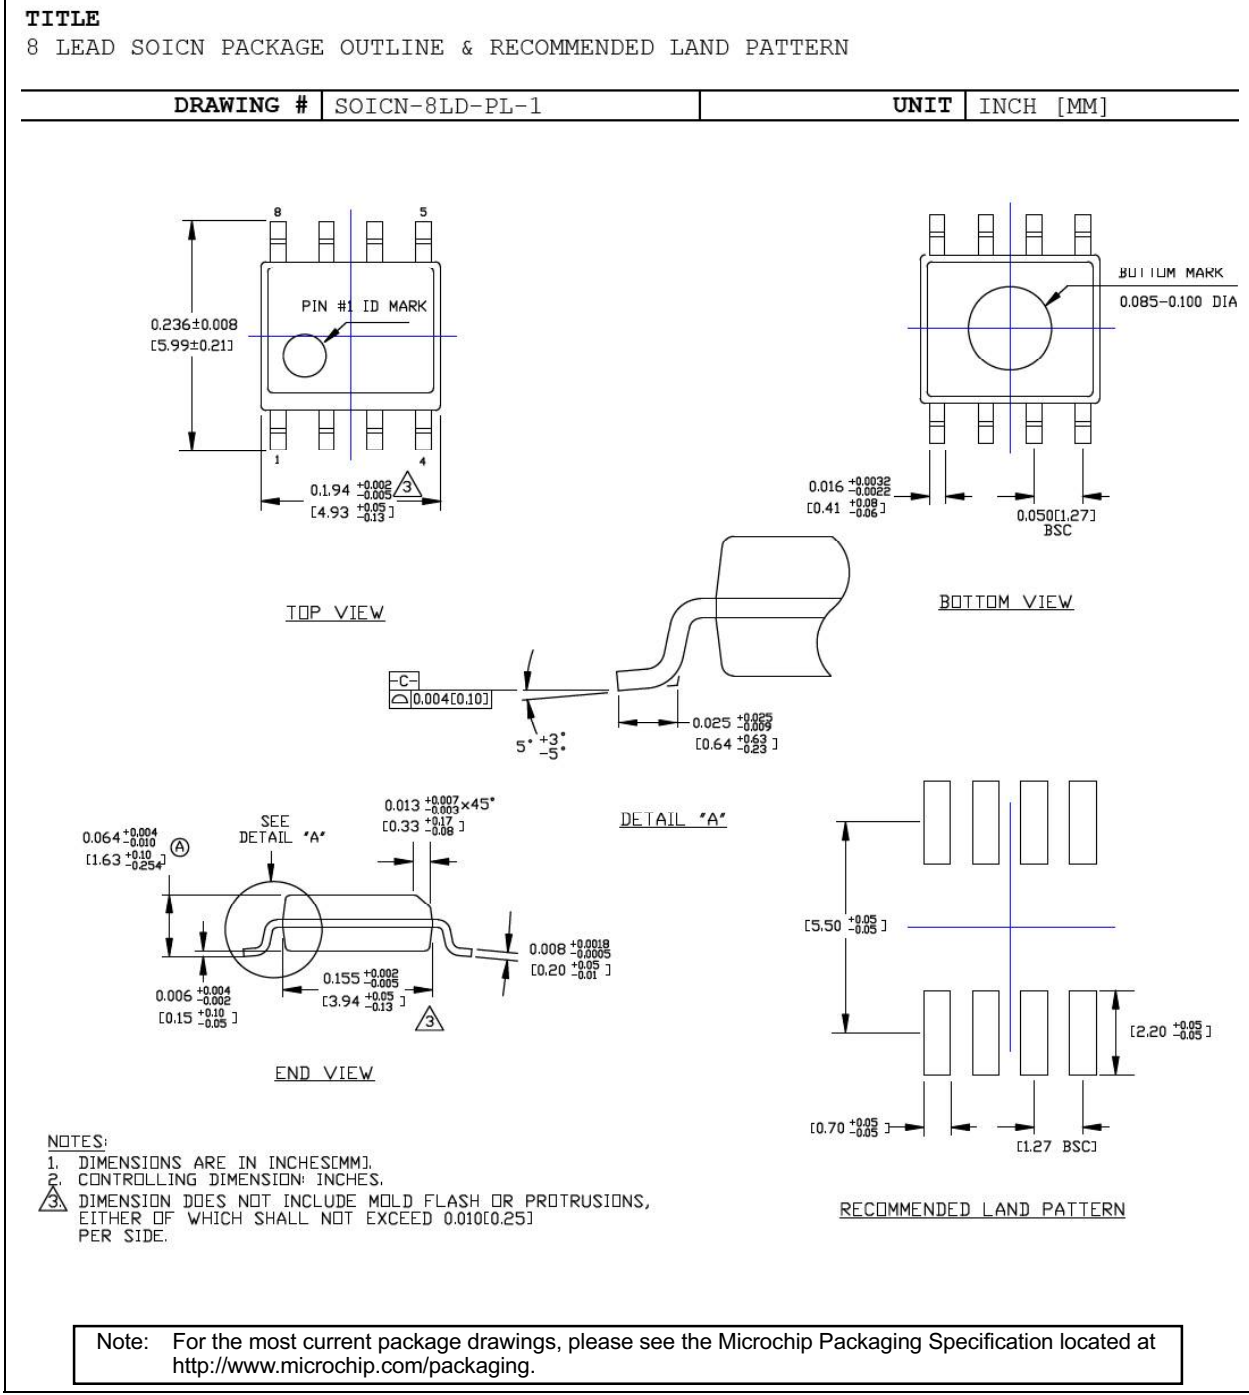 TITLE
8 LEAD SOICN PACKAGE OUTLINE & RECOMMENDED LAND PATTERN
DRAWING # SOICN-8LD-PL-1 UNIT INCH [MM]
8 5
PIN #1 ID MARK
0.236±0.008
[5.99±0.21]
1 4
0.1.94 +0.002 -0.005 3
[4.93 +0.05 -0.13]
TOP VIEW
BOTTOM MARK
0.085-0.100 DIA
0.016 +0.0032 -0.0022
[0.41 +0.08 -0.06]
0.050[1.27]
BSC
BOTTOM VIEW
-C-
0.004[0.10]
5° +3° -5°
0.025 +0.025 -0.009
[0.64 +0.63 -0.23]
DETAIL "A"
0.064 +0.004 -0.010
[1.63 +0.10 -0.254] A
SEE
DETAIL "A"
0.013 +0.007 -0.003 ×45°
[0.33 +0.17 -0.08]
0.008 +0.0018 -0.0005
[0.20 +0.05 -0.01]
0.006 +0.004 -0.002
[0.15 +0.10 -0.05]
0.155 +0.002 -0.005
[3.94 +0.05 -0.13]
3
END VIEW
[5.50 +0.05 -0.05]
[2.20 +0.05 -0.05]
[0.70 +0.05 -0.05]
[1.27 BSC]
RECOMMENDED LAND PATTERN
NOTES:
1. DIMENSIONS ARE IN INCHES[MM].
2. CONTROLLING DIMENSION: INCHES.
3. DIMENSION DOES NOT INCLUDE MOLD FLASH OR PROTRUSIONS,
EITHER OF WHICH SHALL NOT EXCEED 0.010[0.25]
PER SIDE.
Note: For the most current package drawings, please see the Microchip Packaging Specification located at
http://www.microchip.com/packaging.